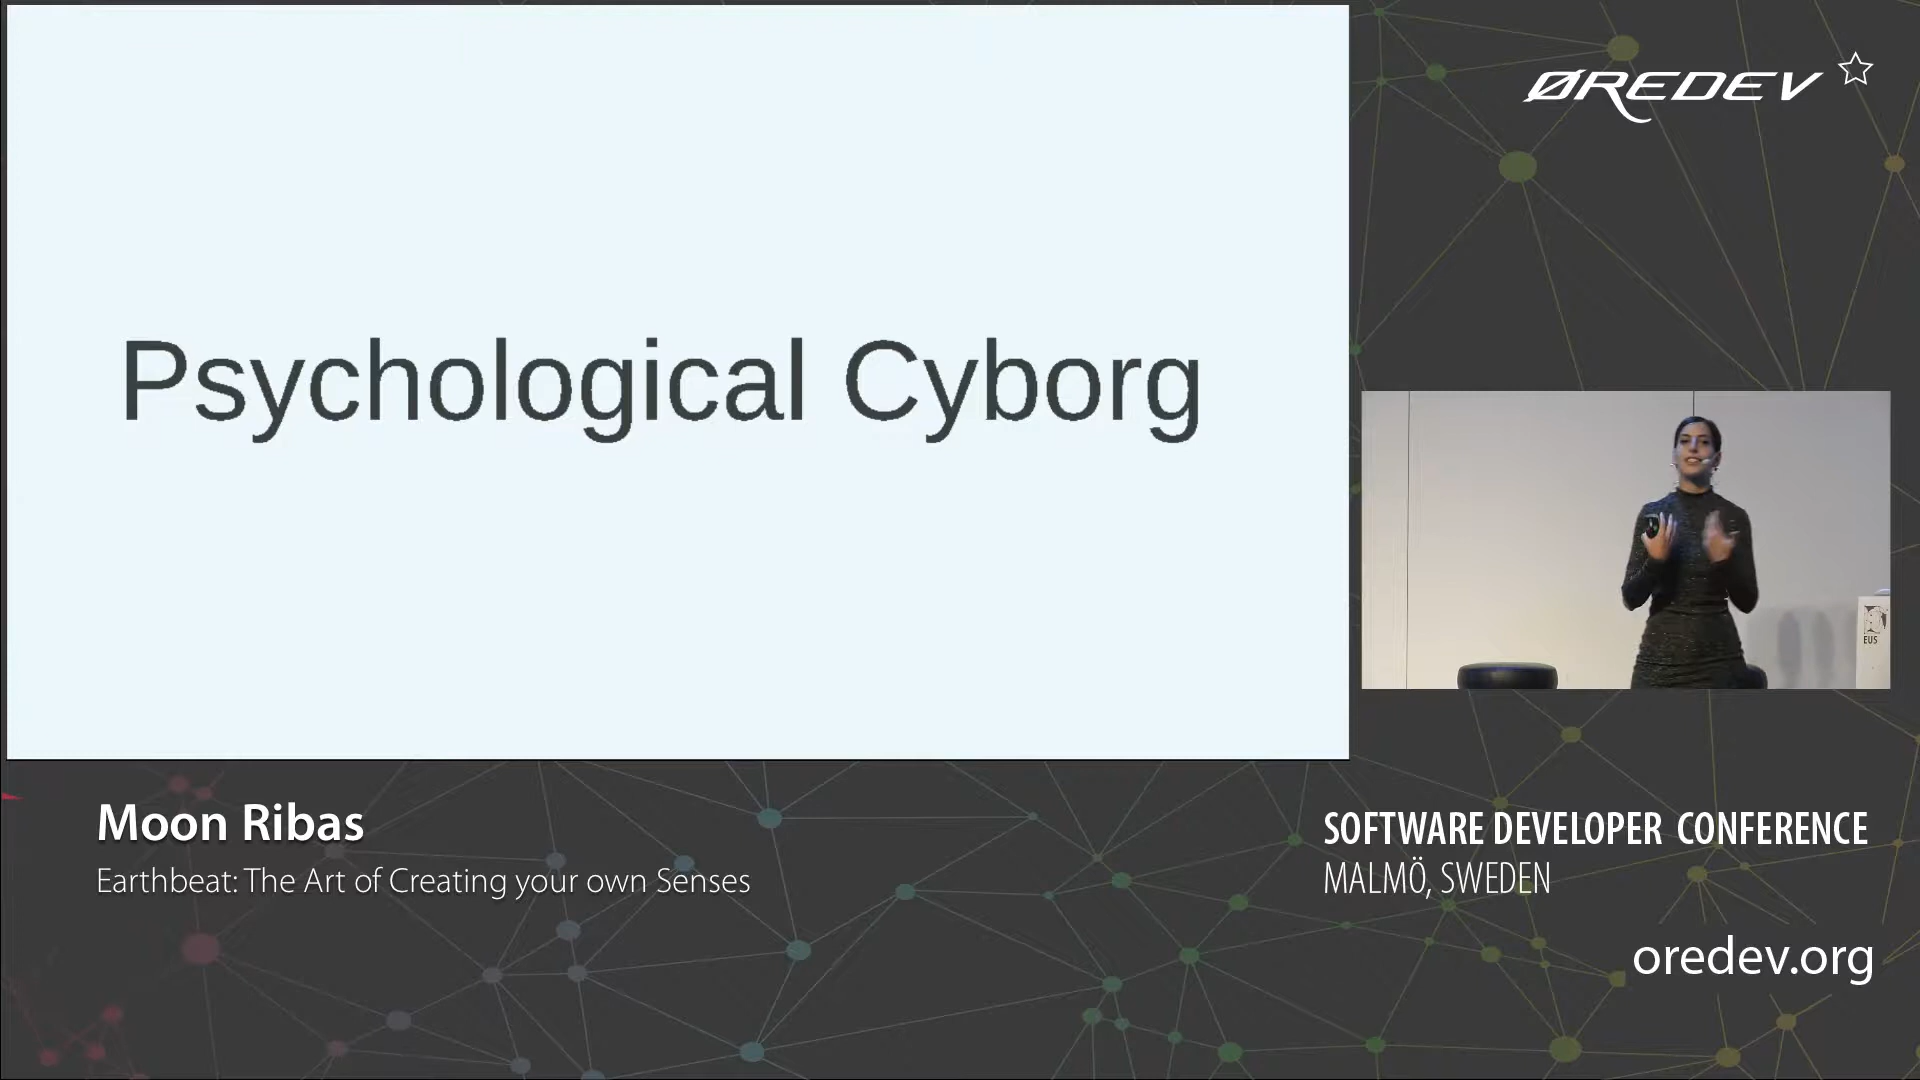 Psychological Cyborg
ØREDEV
EUS
Moon Ribas
Earthbeat: The Art of Creating your own Senses
SOFTWARE DEVELOPER CONFERENCE
MALMÖ, SWEDEN
oredev.org